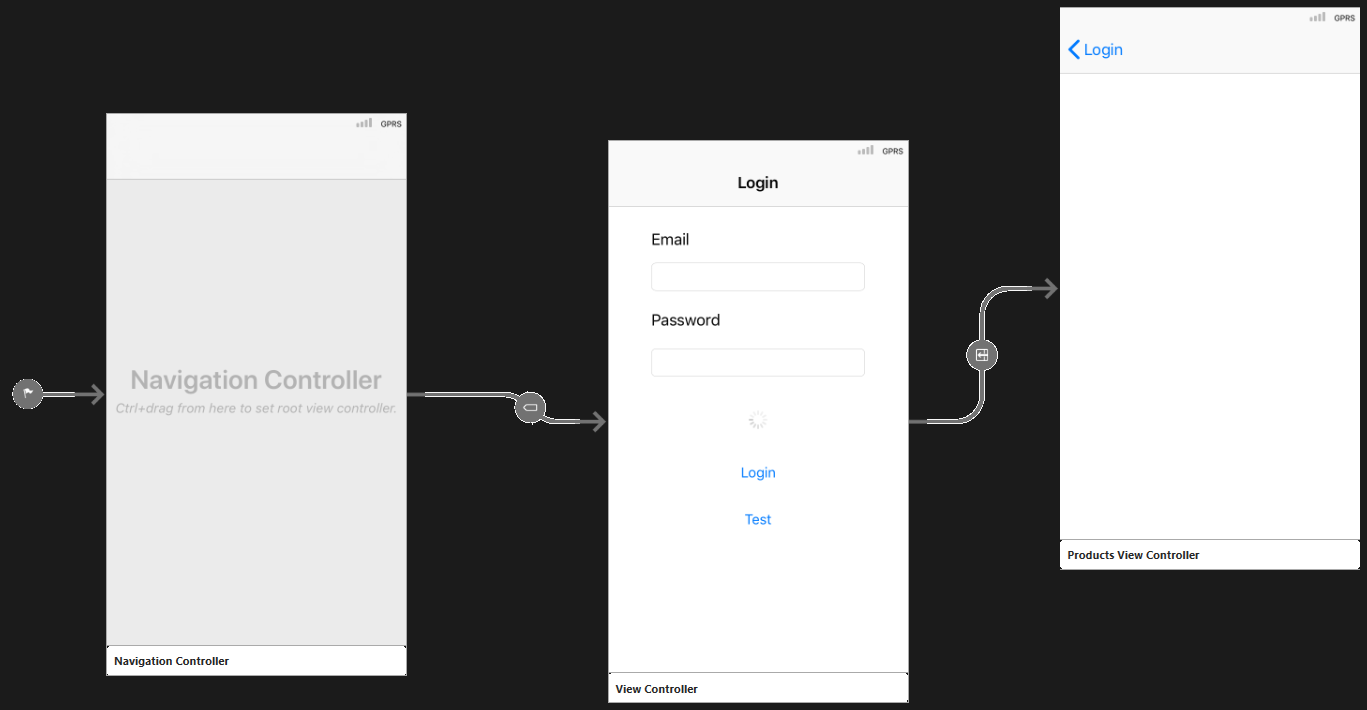 GPRS
Navigation Controller
Ctrl+drag from here to set root view controller.
Navigation Controller
GPRS
Login
Email
Password
Login
Test
View Controller
GPRS
Login
Products View Controller